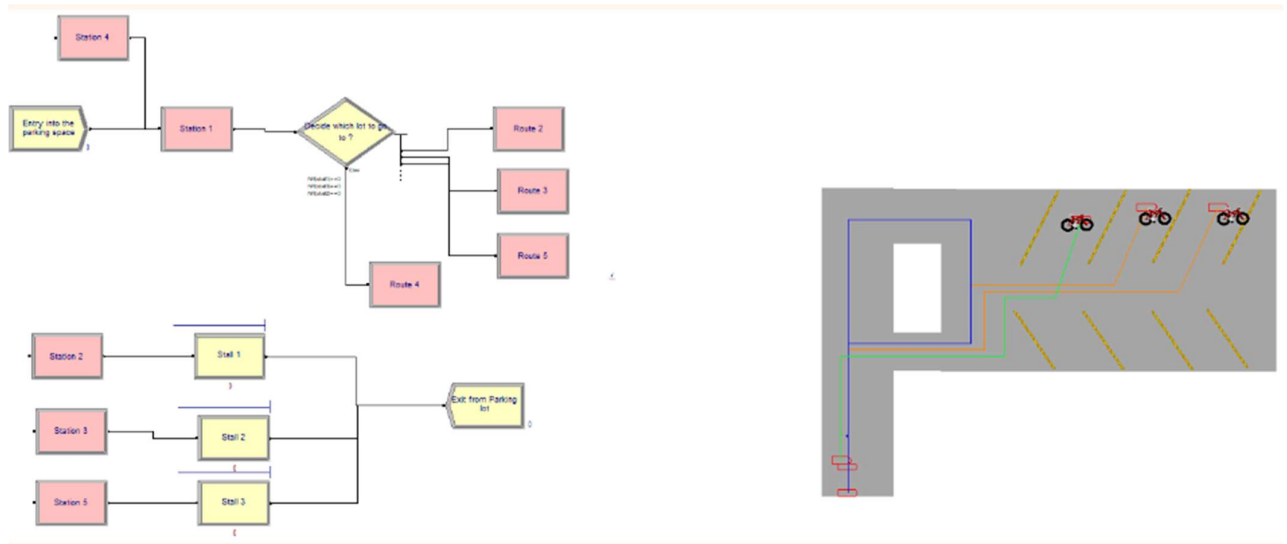 Station 4
Entry into the
parking space
Station 1
Decide which lot to go
to ?
Route 2
Route 3
Route 5
Route 4
Station 2
Stall 1
Exit from Parking
lot
Station 3
Stall 2
Station 5
Stall 3